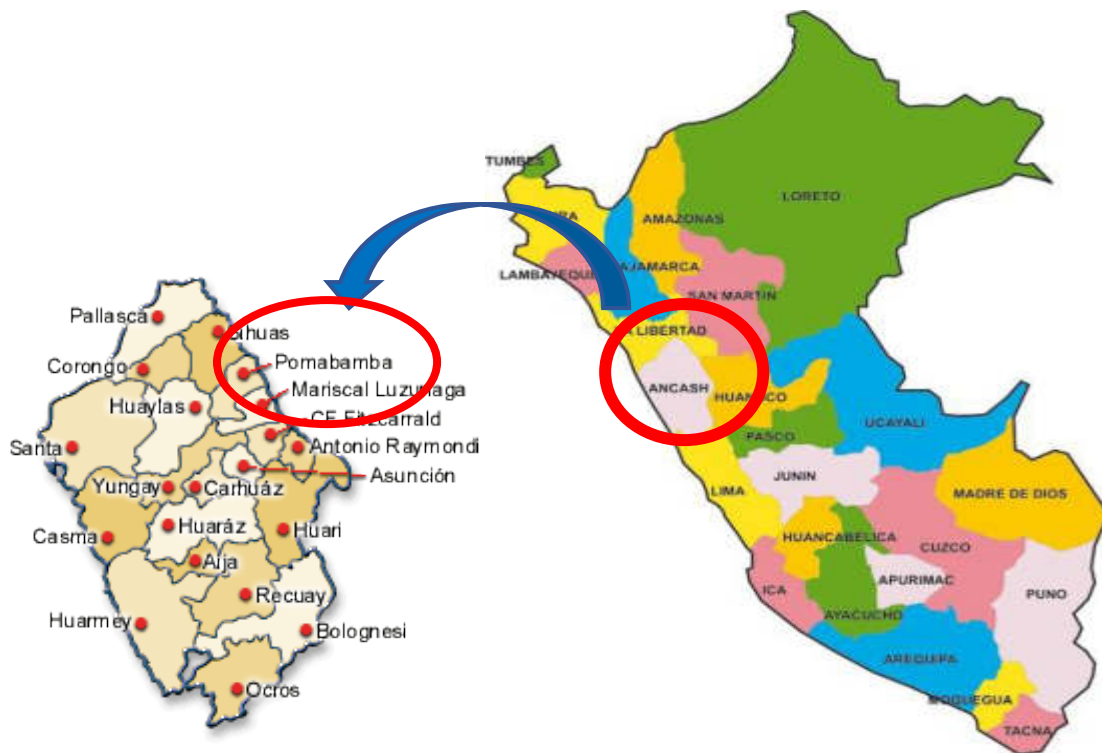 Pallasca
Sihuas
Corongo
Pomabamba
Mariscal Luzuriaga
Huaylas
CF Fitzcarrald
Santa
Antonio Raymondi
Asunción
Yungay
Carhuáz
Huaráz
Huari
Casma
Aija
Recuay
Huarmey
Bolognesi
Ocros
TUMBES
LORETO
AMAZONAS
LAMBAYEQUE
AJAMARCA
SAN MARTIN
LIBERTAD
ANCASH
HUANUCO
UCAYALI
PASCO
JUNIN
LIMA
MADRE DE DIOS
HUANCABELICA
CUZCO
ICA
APURIMAC
PUNO
AYACUCHO
AREQUIPA
MOQUEGUA
TACNA